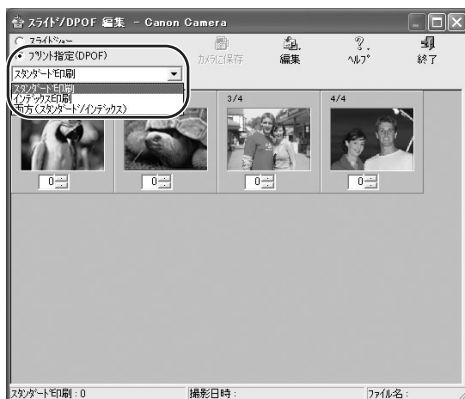 スライド/DPOF 編集 - Canon Camera
スライドショー
プリント指定(DPOF)
スタンダード印刷
スタンダード印刷
インデックス印刷
両方(スタンダード/インデックス)
カメラに保存
編集
ヘルプ
終了
3/4
4/4
0
0
0
0
スタンダード印刷 : 0
撮影日時 :
ファイル名 :